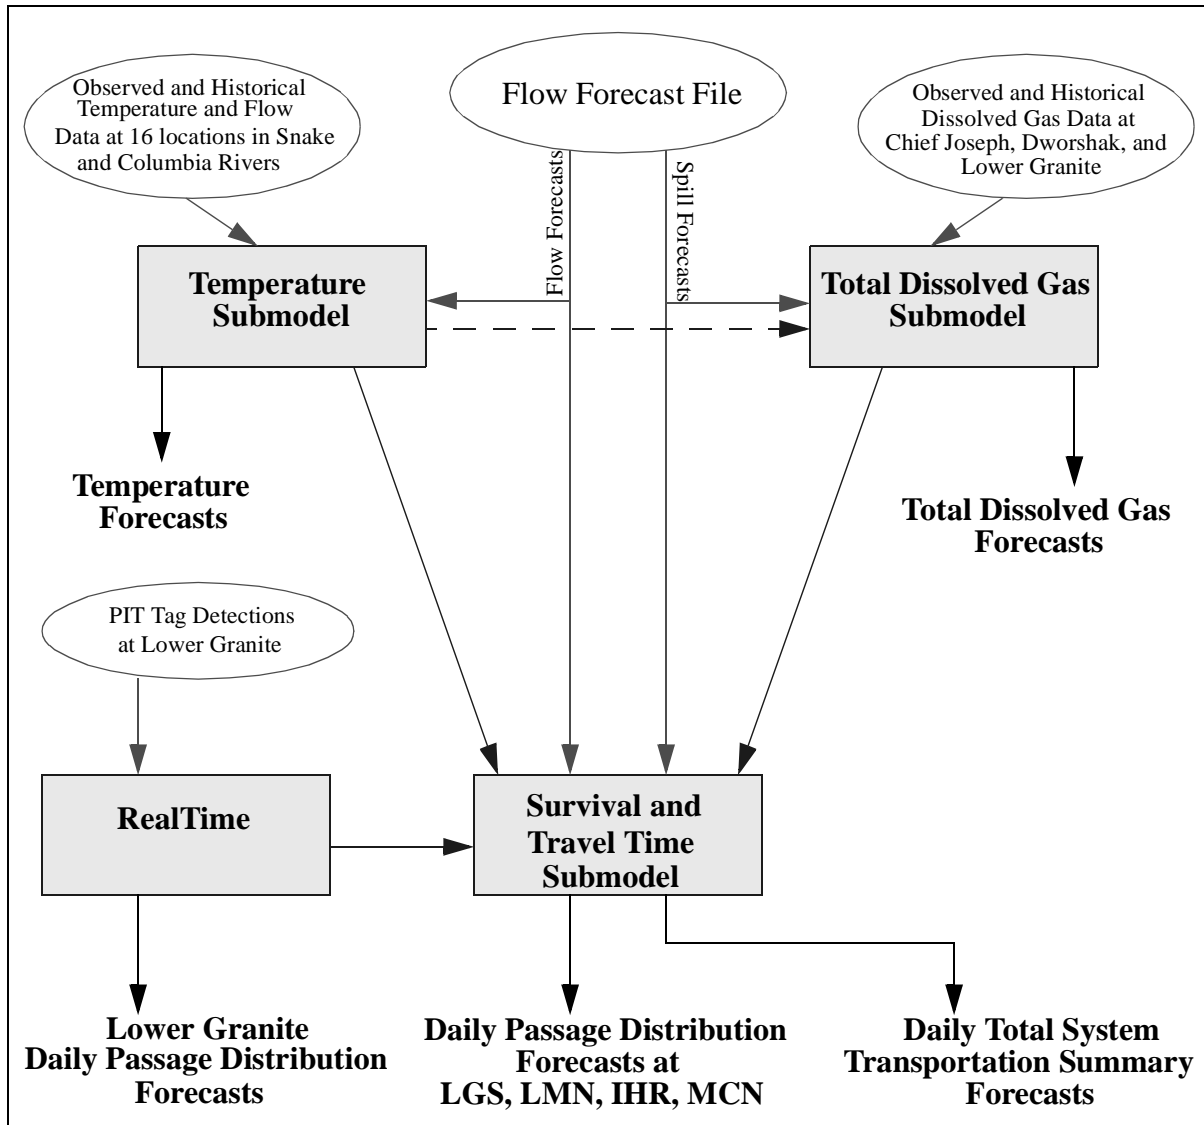 Observed and Historical
Temperature and Flow
Data at 16 locations in Snake
and Columbia Rivers
Flow Forecast File
Observed and Historical
Dissolved Gas Data at
Chief Joseph, Dworshak, and
Lower Granite
Flow Forecasts
Spill Forecasts
Temperature
Submodel
Total Dissolved Gas
Submodel
Temperature
Forecasts
Total Dissolved Gas
Forecasts
PIT Tag Detections
at Lower Granite
RealTime
Survival and
Travel Time
Submodel
Lower Granite
Daily Passage Distribution
Forecasts
Daily Passage Distribution
Forecasts at
LGS, LMN, IHR, MCN
Daily Total System
Transportation Summary
Forecasts